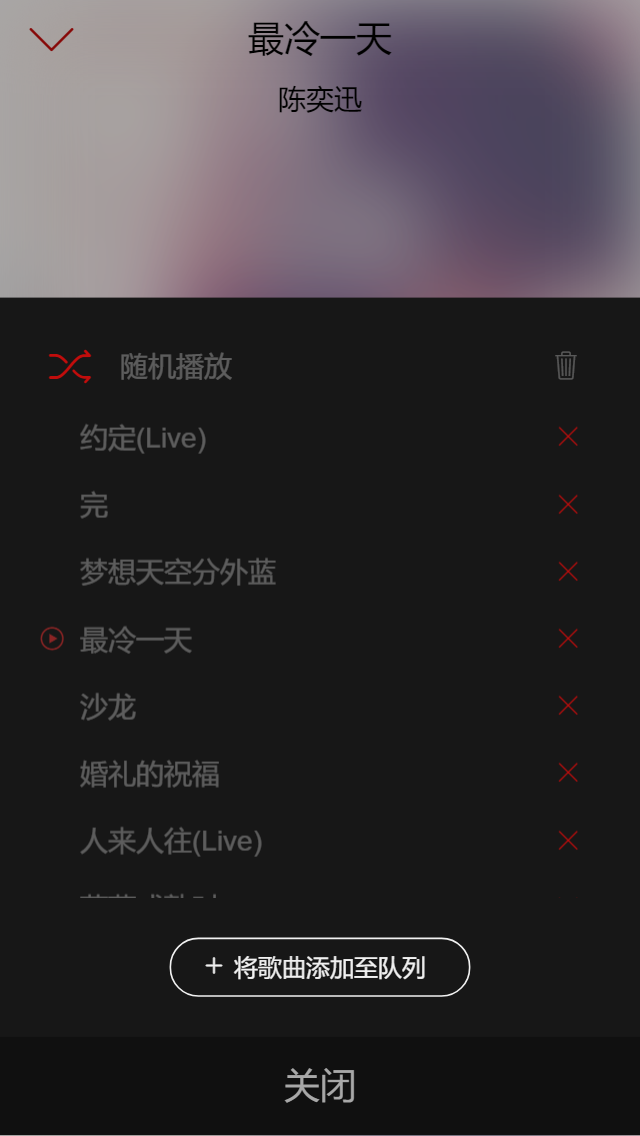 最冷一天
陈奕迅
随机播放
约定(Live)
完
梦想天空分外蓝
最冷一天
沙龙
婚礼的祝福
人来人往(Live)
+ 将歌曲添加至队列
关闭